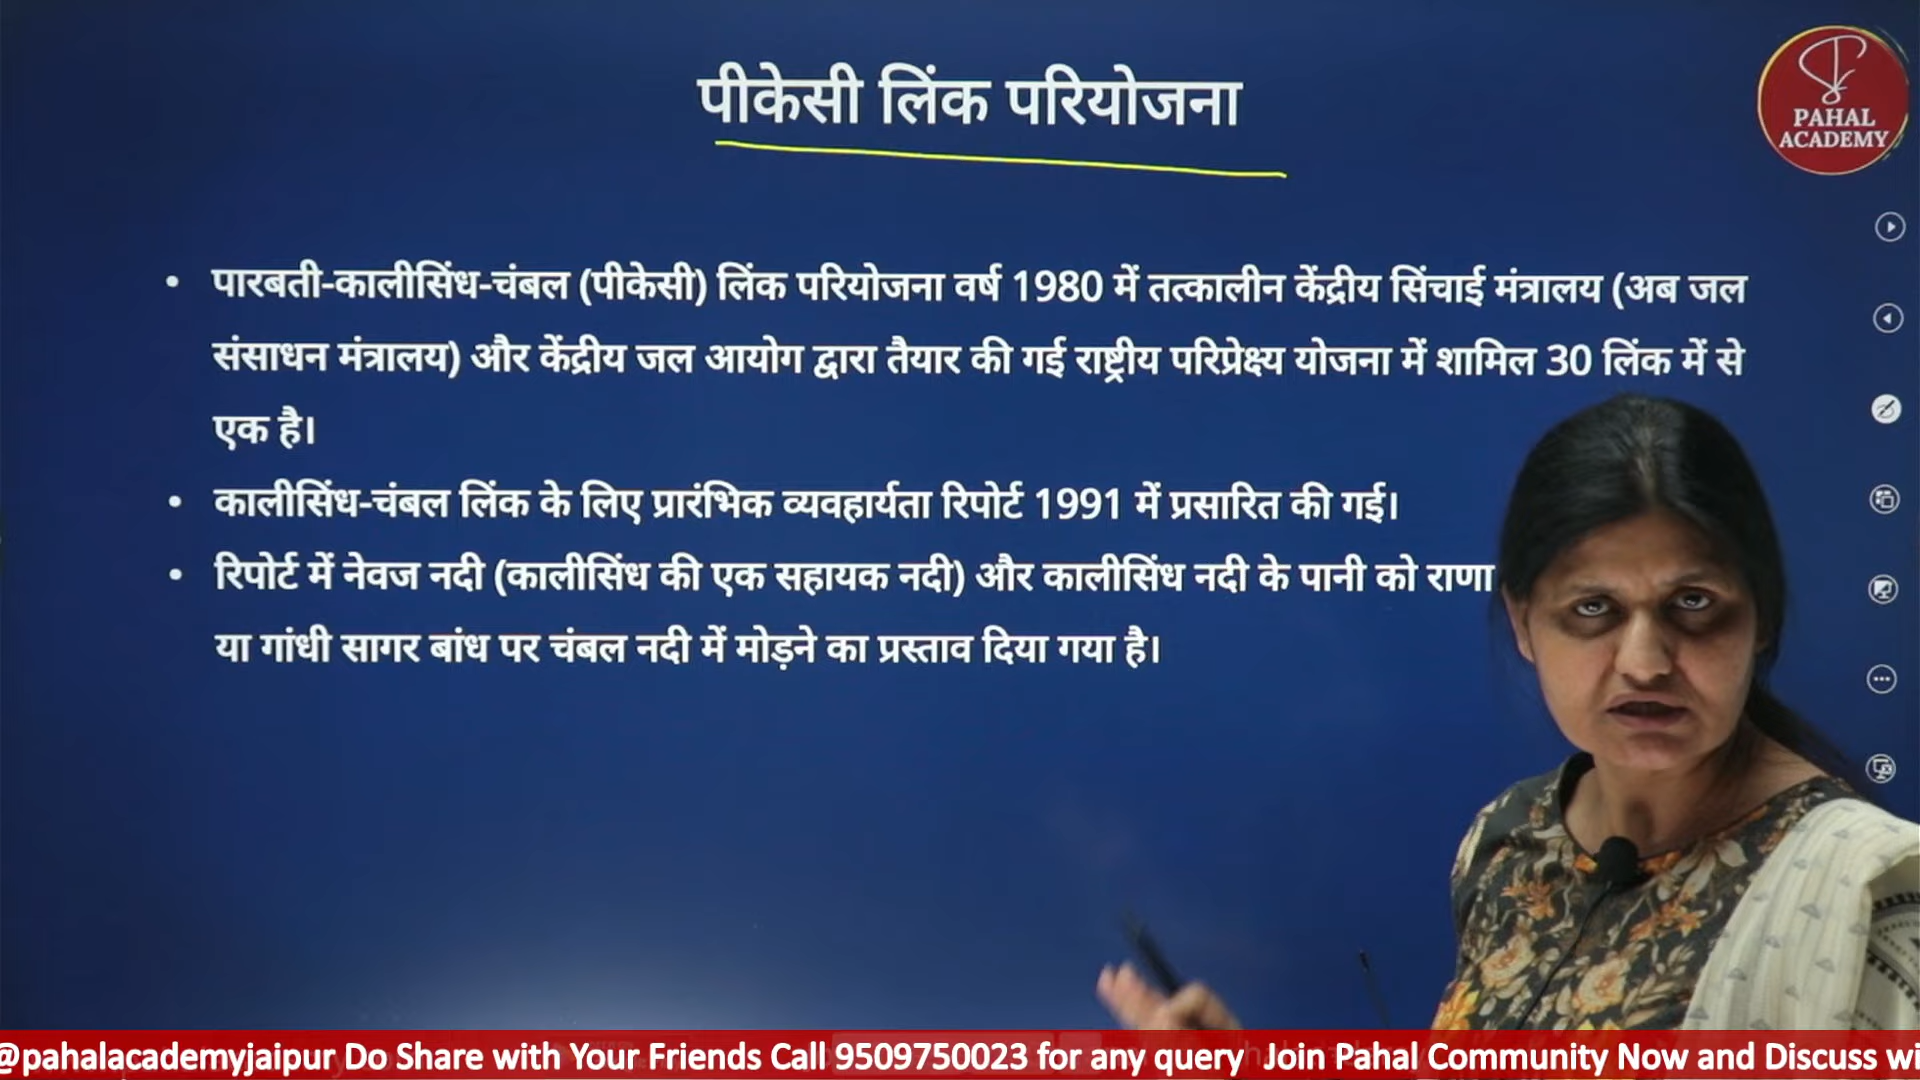 पीकेसी लिंक परियोजना
PAHAL
ACADEMY
• पारबती-कालीसिंध-चंबल (पीकेसी) लिंक परियोजना वर्ष 1980 में तत्कालीन केंद्रीय सिंचाई मंत्रालय (अब जल
संसाधन मंत्रालय) और केंद्रीय जल आयोग द्वारा तैयार की गई राष्ट्रीय परिप्रेक्ष्य योजना में शामिल 30 लिंक में से
एक है।
• कालीसिंध-चंबल लिंक के लिए प्रारंभिक व्यवहार्यता रिपोर्ट 1991 में प्रसारित की गई।
• रिपोर्ट में नेवज नदी (कालीसिंध की एक सहायक नदी) और कालीसिंध नदी के पानी को राणा
या गांधी सागर बांध पर चंबल नदी में मोड़ने का प्रस्ताव दिया गया है।
@pahalacademyjaipur Do Share with Your Friends Call 9509750023 for any query Join Pahal Community Now and Discuss wi